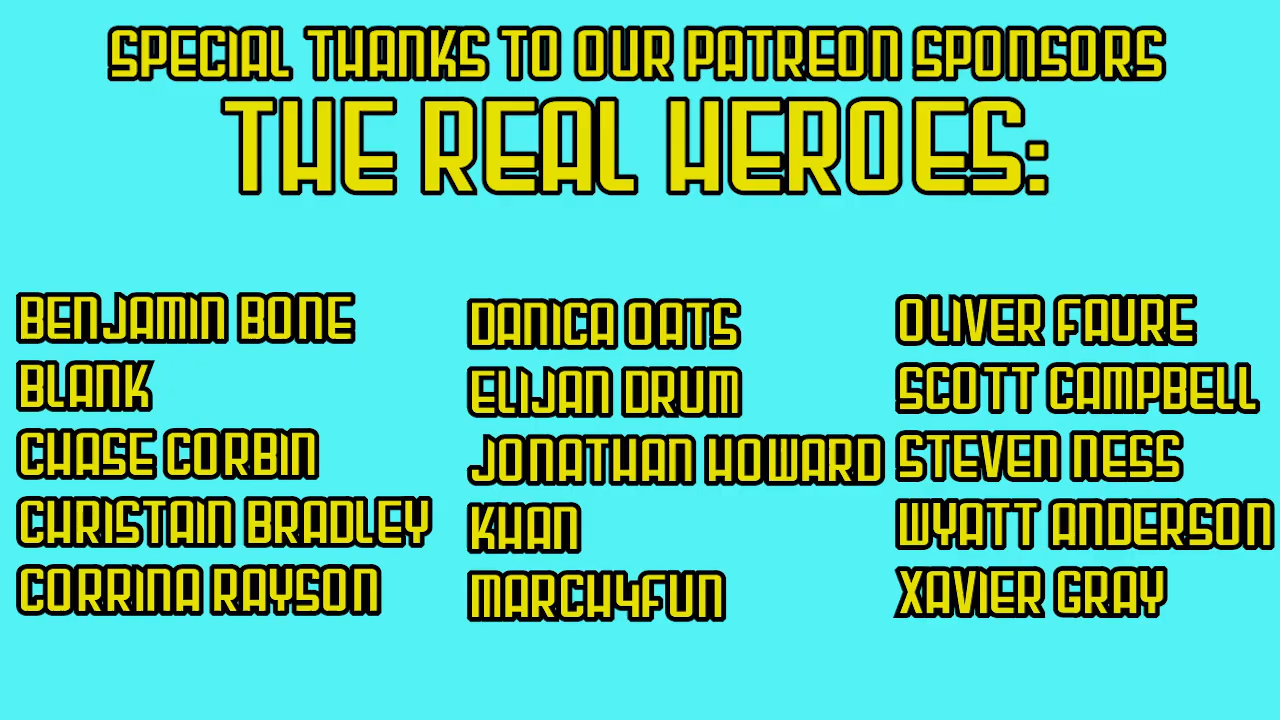 SPECIAL THANKS TO OUR PATREON SPONSORS
THE REAL HEROES:
BENJAMIN BONE
BLANK
CHASE CORBIN
CHRISTAIN BRADLEY
CORRINA RAYSON
DANICA OATS
ELIJAN DRUM
JONATHAN HOWARD
KHAN
MARCH4FUN
OLIVER FAURE
SCOTT CAMPBELL
STEVEN NESS
WYATT ANDERSON
XAVIER GRAY